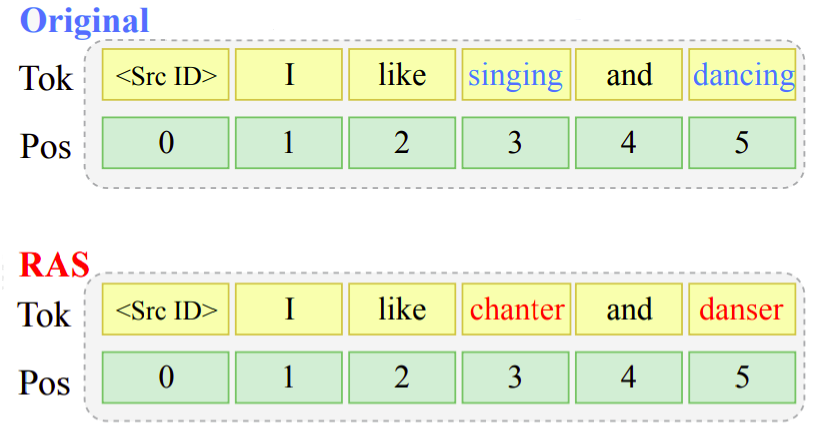 Original
Tok <Src ID> I like singing and dancing
Pos 0 1 2 3 4 5
RAS
Tok <Src ID> I like chanter and danser
Pos 0 1 2 3 4 5